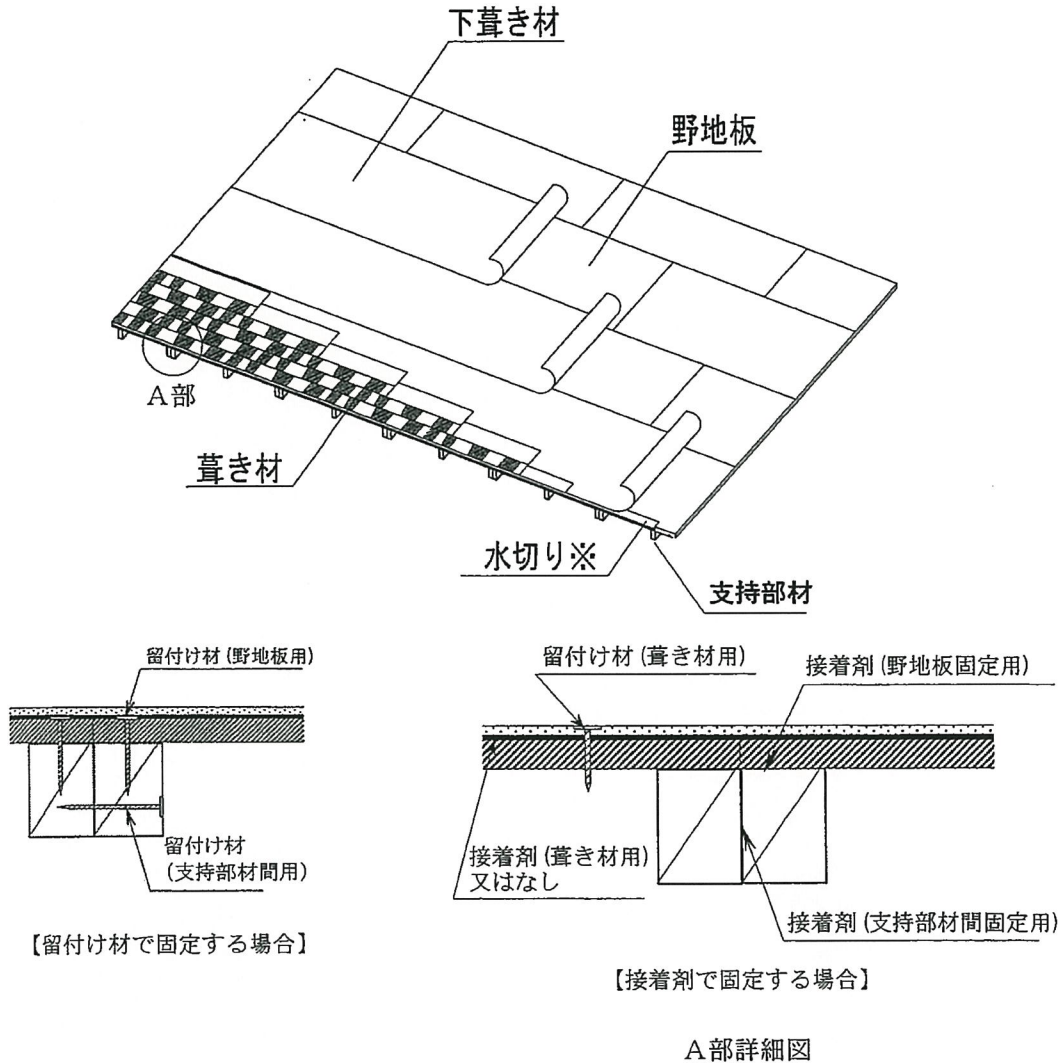 下葺き材
野地板
A部
葺き材
水切り※
支持部材
留付け材(野地板用)
留付け材
(支持部材間用)
【留付け材で固定する場合】
留付け材(葺き材用)
接着剤(野地板固定用)
接着剤(葺き材用)
又はなし
接着剤(支持部材間固定用)
【接着剤で固定する場合】
A部詳細図